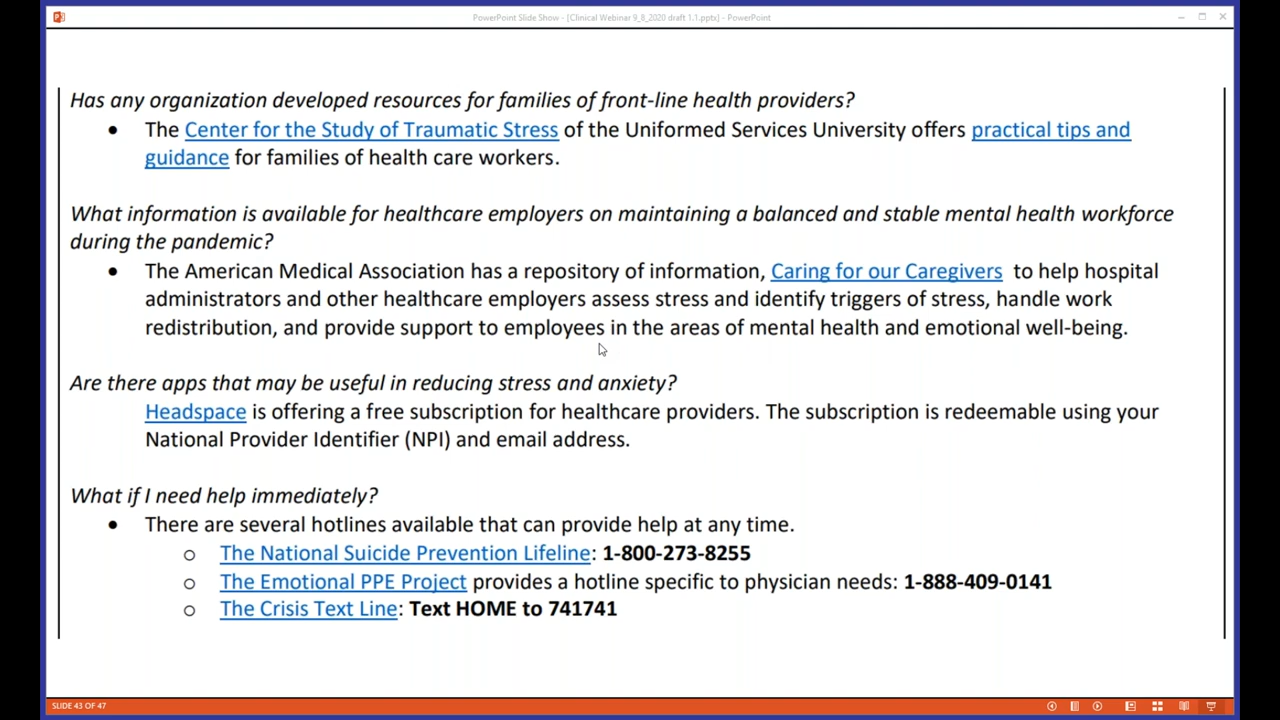 PowerPoint Slide Show - [Clinical Webinar 9_8_2020 draft 1.1.pptx] - PowerPoint
Has any organization developed resources for families of front-line health providers?
• The Center for the Study of Traumatic Stress of the Uniformed Services University offers practical tips and
guidance for families of health care workers.
What information is available for healthcare employers on maintaining a balanced and stable mental health workforce
during the pandemic?
• The American Medical Association has a repository of information, Caring for our Caregivers to help hospital
administrators and other healthcare employers assess stress and identify triggers of stress, handle work
redistribution, and provide support to employees in the areas of mental health and emotional well-being.
Are there apps that may be useful in reducing stress and anxiety?
Headspace is offering a free subscription for healthcare providers. The subscription is redeemable using your
National Provider Identifier (NPI) and email address.
What if I need help immediately?
• There are several hotlines available that can provide help at any time.
o The National Suicide Prevention Lifeline: 1-800-273-8255
o The Emotional PPE Project provides a hotline specific to physician needs: 1-888-409-0141
o The Crisis Text Line: Text HOME to 741741
SLIDE 43 OF 47